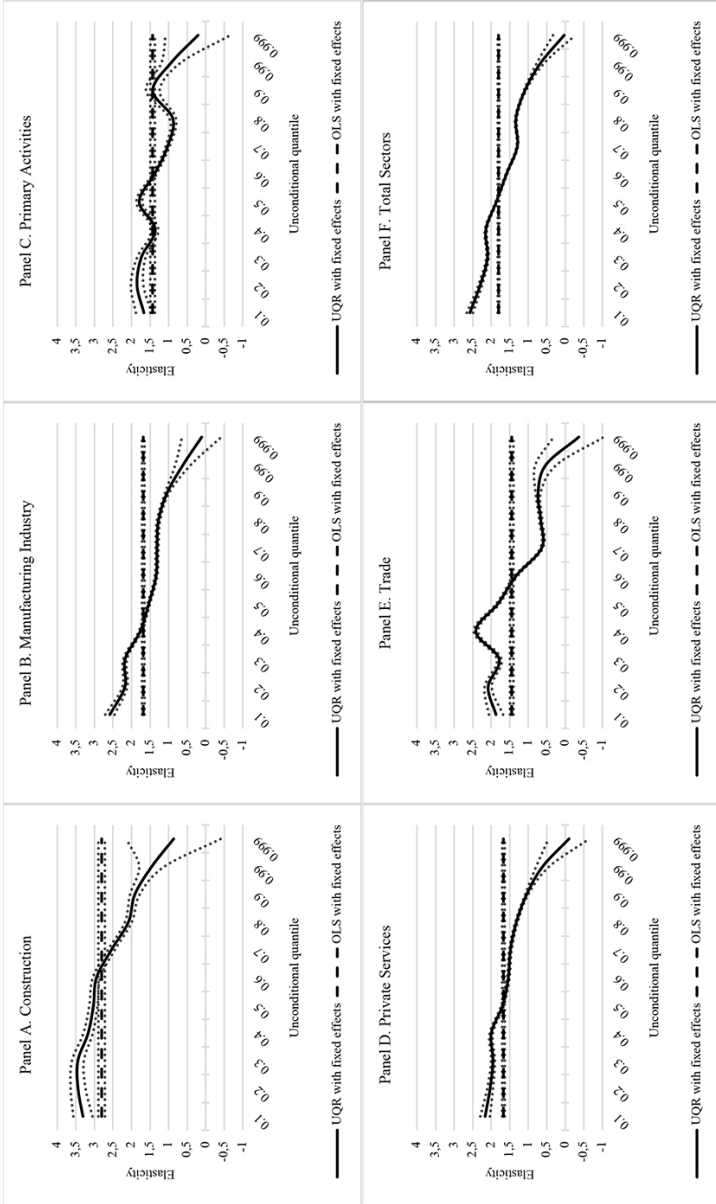 Panel A. Construction
4
3,5
3
2,5
2
1,5
1
0,5
0
-0,5
-1
Elasticity
0.1 0.2 0.3 0.4 0.5 0.6 0.7 0.8 0.9 0.99 0.999
Unconditional quantile
UQR with fixed effects OLS with fixed effects
Panel B. Manufacturing Industry
4
3,5
3
2,5
2
1,5
1
0,5
0
-0,5
-1
Elasticity
0.1 0.2 0.3 0.4 0.5 0.6 0.7 0.8 0.9 0.99 0.999
Unconditional quantile
UQR with fixed effects OLS with fixed effects
Panel C. Primary Activities
4
3,5
3
2,5
2
1,5
1
0,5
0
-0,5
-1
Elasticity
0.1 0.2 0.3 0.4 0.5 0.6 0.7 0.8 0.9 0.99 0.999
Unconditional quantile
UQR with fixed effects OLS with fixed effects
Panel D. Private Services
4
3,5
3
2,5
2
1,5
1
0,5
0
-0,5
-1
Elasticity
0.1 0.2 0.3 0.4 0.5 0.6 0.7 0.8 0.9 0.99 0.999
Unconditional quantile
UQR with fixed effects OLS with fixed effects
Panel E. Trade
4
3,5
3
2,5
2
1,5
1
0,5
0
-0,5
-1
Elasticity
0.1 0.2 0.3 0.4 0.5 0.6 0.7 0.8 0.9 0.99 0.999
Unconditional quantile
UQR with fixed effects OLS with fixed effects
Panel F. Total Sectors
4
3,5
3
2,5
2
1,5
1
0,5
0
-0,5
-1
Elasticity
0.1 0.2 0.3 0.4 0.5 0.6 0.7 0.8 0.9 0.99 0.999
Unconditional quantile
UQR with fixed effects OLS with fixed effects